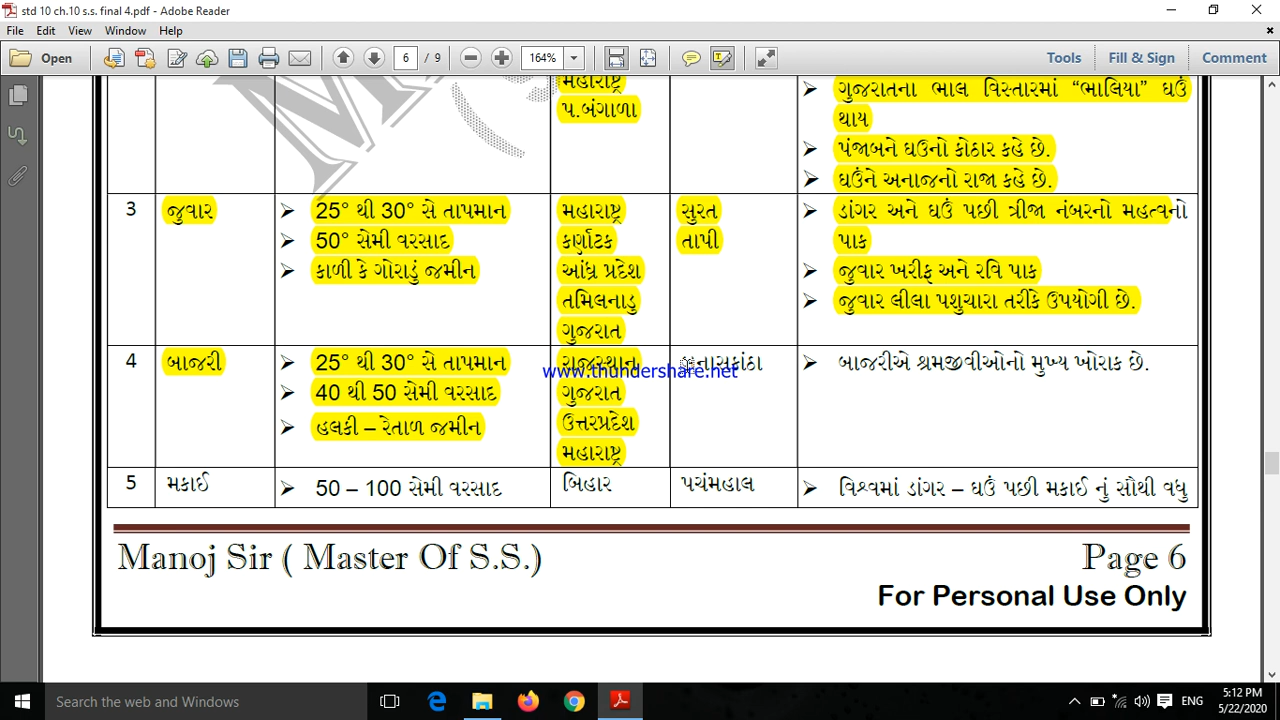 std 10 ch.10 s.s. final 4.pdf - Adobe Reader
File Edit View Window Help
Open 6 / 9 164% Tools Fill & Sign Comment
મહારાષ્ટ્ર
પ.બંગાળા
ગુજરાતના ભાલ વિસ્તારમાં “ભાલિયા” ઘઉં
થાય
પંજાબને ઘઉનો કોઠાર કહે છે.
ઘઉંને અનાજનો રાજા કહે છે.
3 જુવાર
25° થી 30° સે તાપમાન
50° સેમી વરસાદ
કાળી કે ગોરાડું જમીન
મહારાષ્ટ્ર
કર્ણાટક
આંધ્ર પ્રદેશ
તમિલનાડુ
ગુજરાત
સુરત
તાપી
ડાંગર અને ઘઉં પછી ત્રીજા નંબરનો મહત્વનો
પાક
જુવાર ખરીફ અને રવિ પાક
જુવાર લીલા પશુચારા તરીકે ઉપયોગી છે.
4 બાજરી
25° થી 30° સે તાપમાન
40 થી 50 સેમી વરસાદ
હલકી – રેતાળ જમીન
રાજસ્થાન
ગુજરાત
ઉત્તરપ્રદેશ
મહારાષ્ટ્ર
બનાસકાંઠા
બાજરીએ શ્રમજીવીઓનો મુખ્ય ખોરાક છે.
www.thundershare.net
5 મકાઈ
50 – 100 સેમી વરસાદ
બિહાર
પચંમહાલ
વિશ્વમાં ડાંગર – ઘઉં પછી મકાઈ નું સૌથી વધુ
Manoj Sir ( Master Of S.S.) Page 6
For Personal Use Only
Search the web and Windows
ENG
5:12 PM
5/22/2020